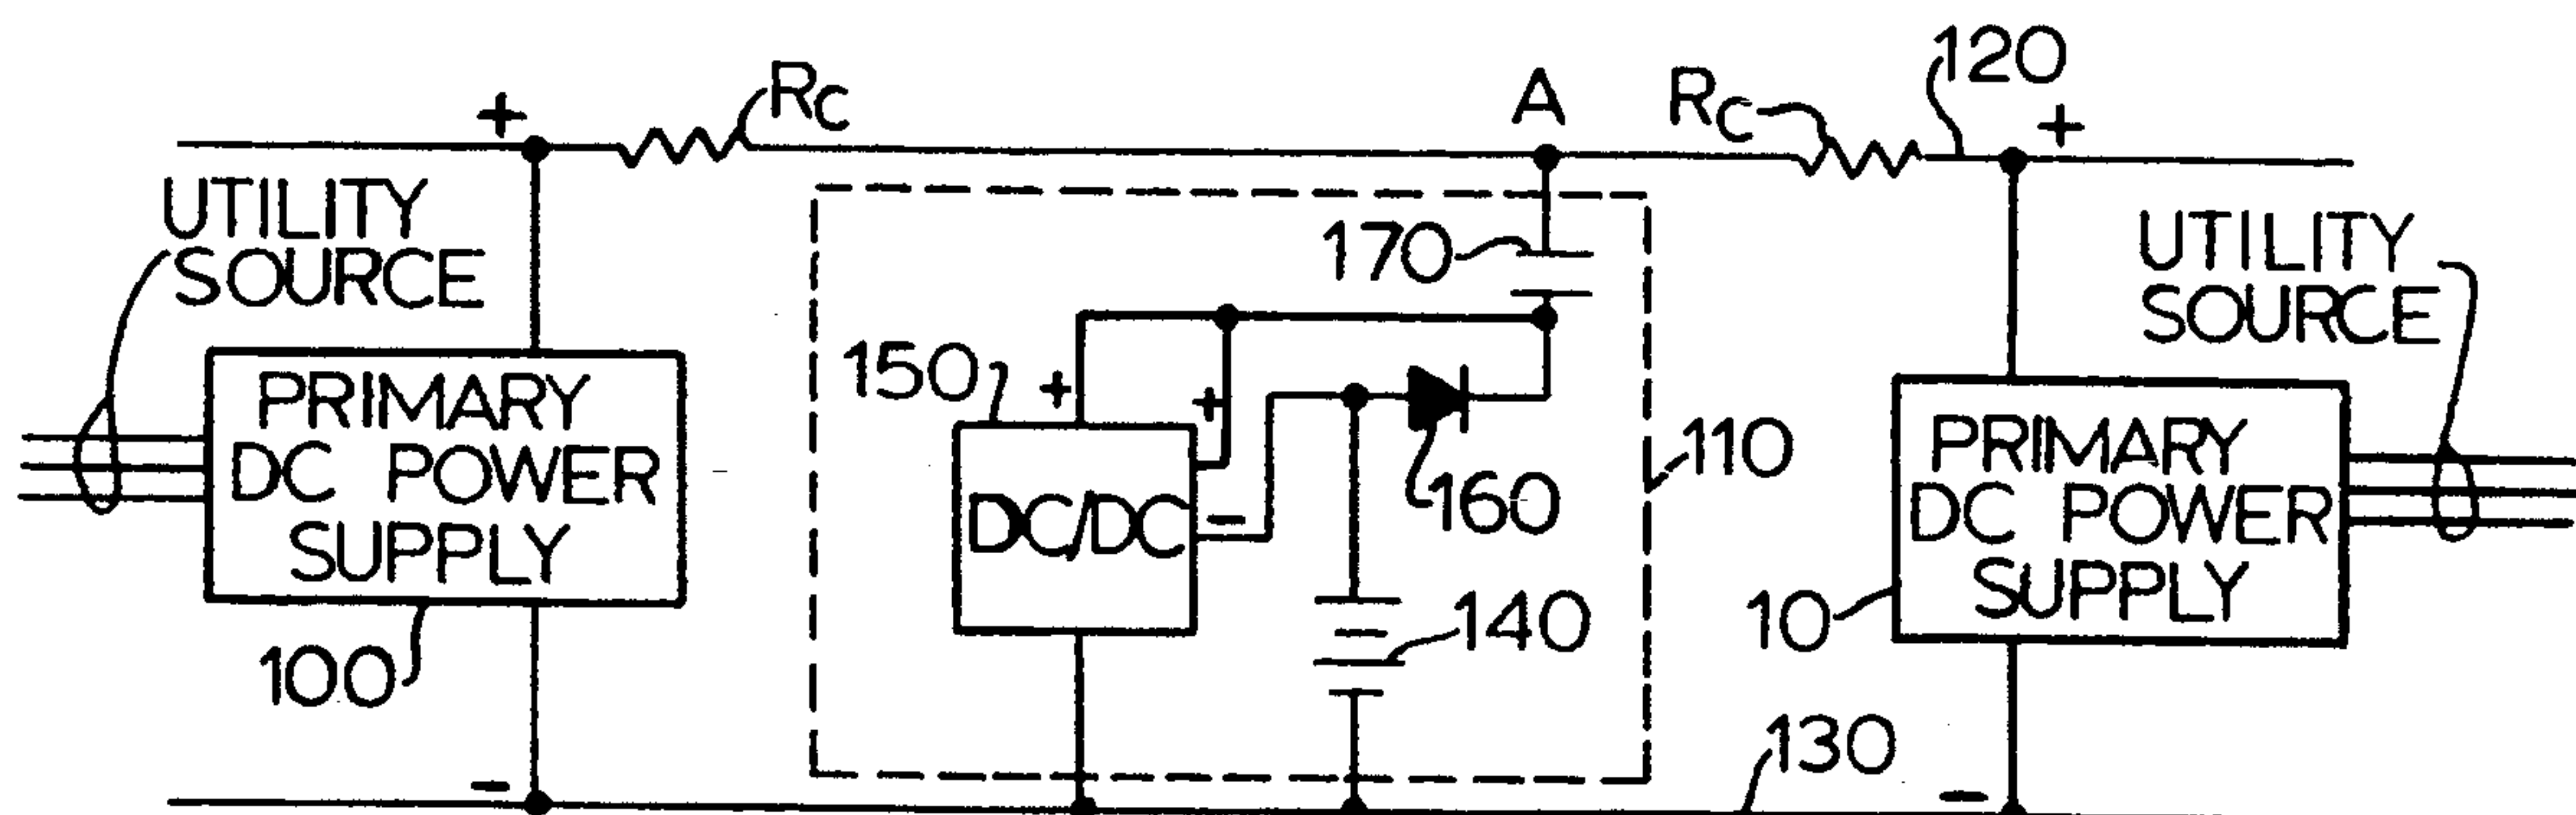 +
RC
A
RC
120
+
UTILITY
SOURCE
170
UTILITY
SOURCE
150
+
+
PRIMARY
DC POWER
SUPPLY
DC/DC
-
160
110
PRIMARY
DC POWER
SUPPLY
100
140
10
130
-
-